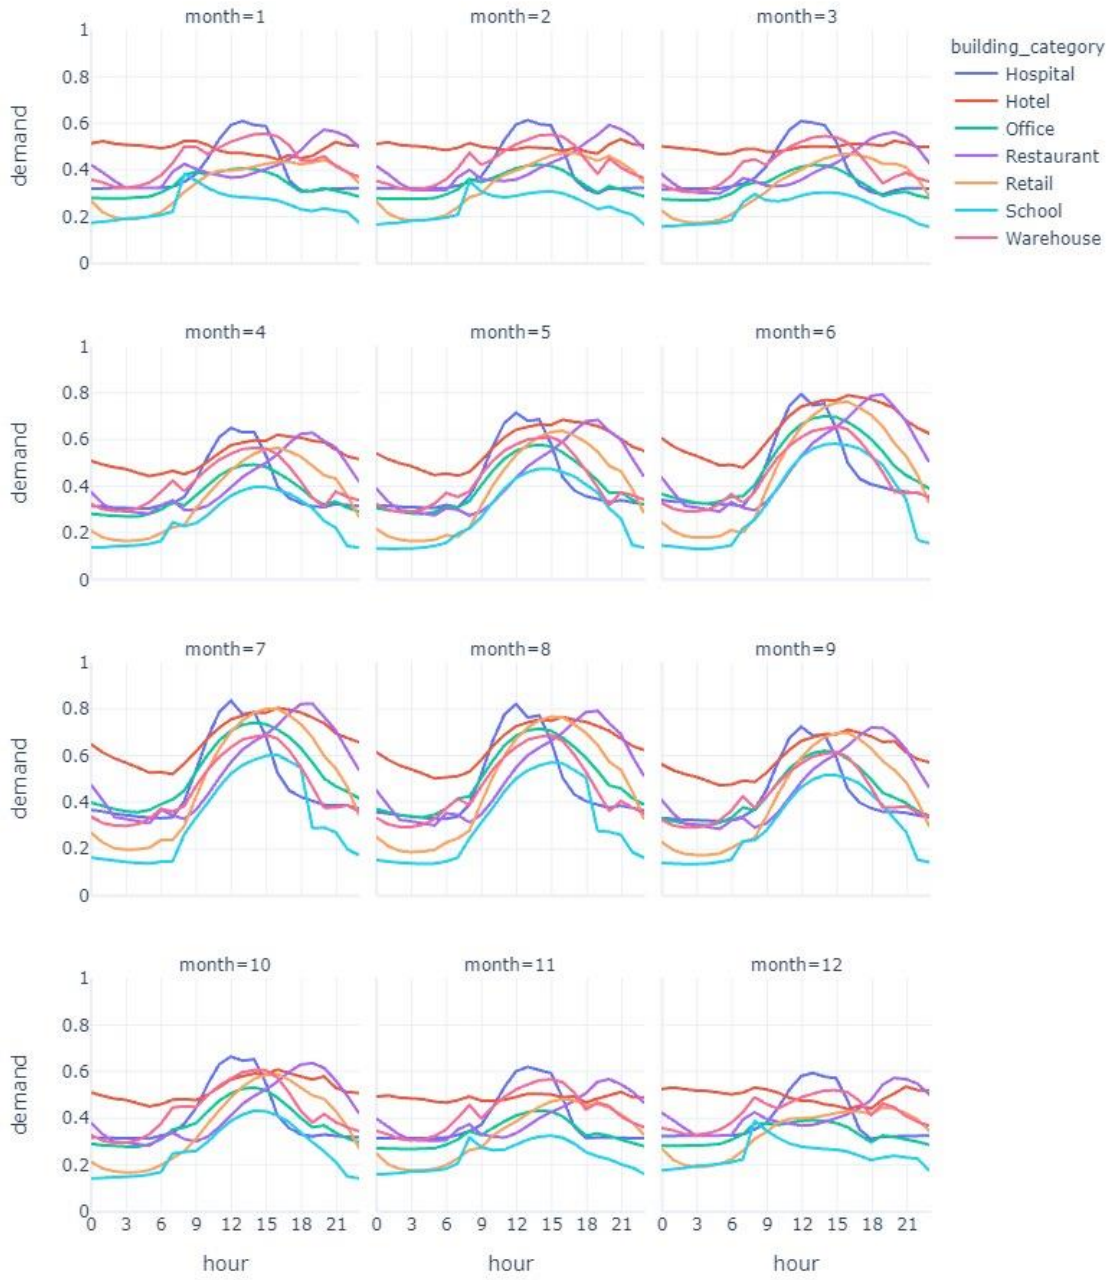 month=1
month=2
month=3
1
0.8
0.6
0.4
0.2
0
demand
building_category
Hospital
Hotel
Office
Restaurant
Retail
School
Warehouse
month=4
month=5
month=6
1
0.8
0.6
0.4
0.2
0
demand
month=7
month=8
month=9
1
0.8
0.6
0.4
0.2
0
demand
month=10
month=11
month=12
1
0.8
0.6
0.4
0.2
0
demand
0 3 6 9 12 15 18 21
0 3 6 9 12 15 18 21
0 3 6 9 12 15 18 21
hour
hour
hour